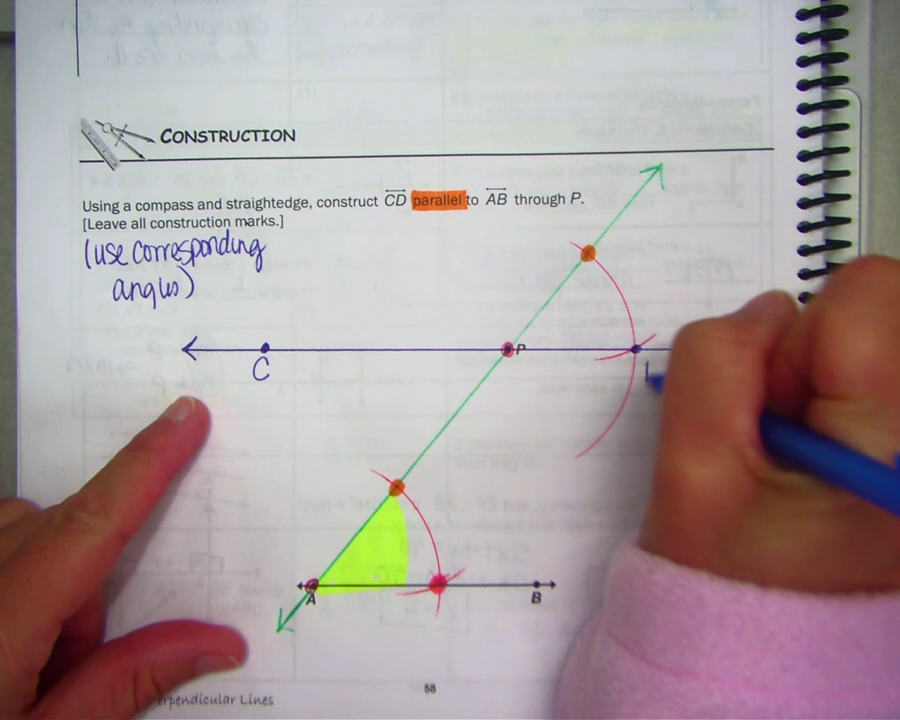 CONSTRUCTION
Using a compass and straightedge, construct CD parallel to AB through P.
[Leave all construction marks.]
(use corresponding
angles)
P
C
A
B
58
Lines